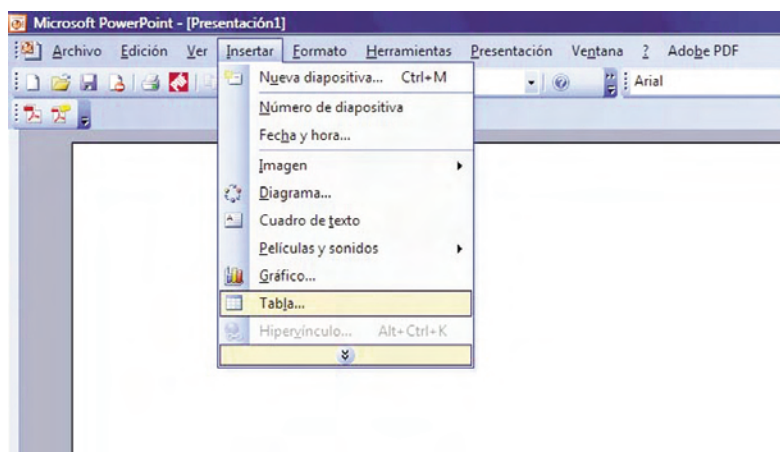 Microsoft PowerPoint - [Presentación1]
Archivo Edición Ver Insertar Formato Herramientas Presentación Ventana ? Adobe PDF
Arial
Nueva diapositiva... Ctrl+M
Número de diapositiva
Fecha y hora...
Imagen
Diagrama...
Cuadro de texto
Películas y sonidos
Gráfico...
Tabla...
Hipervínculo... Alt+Ctrl+K